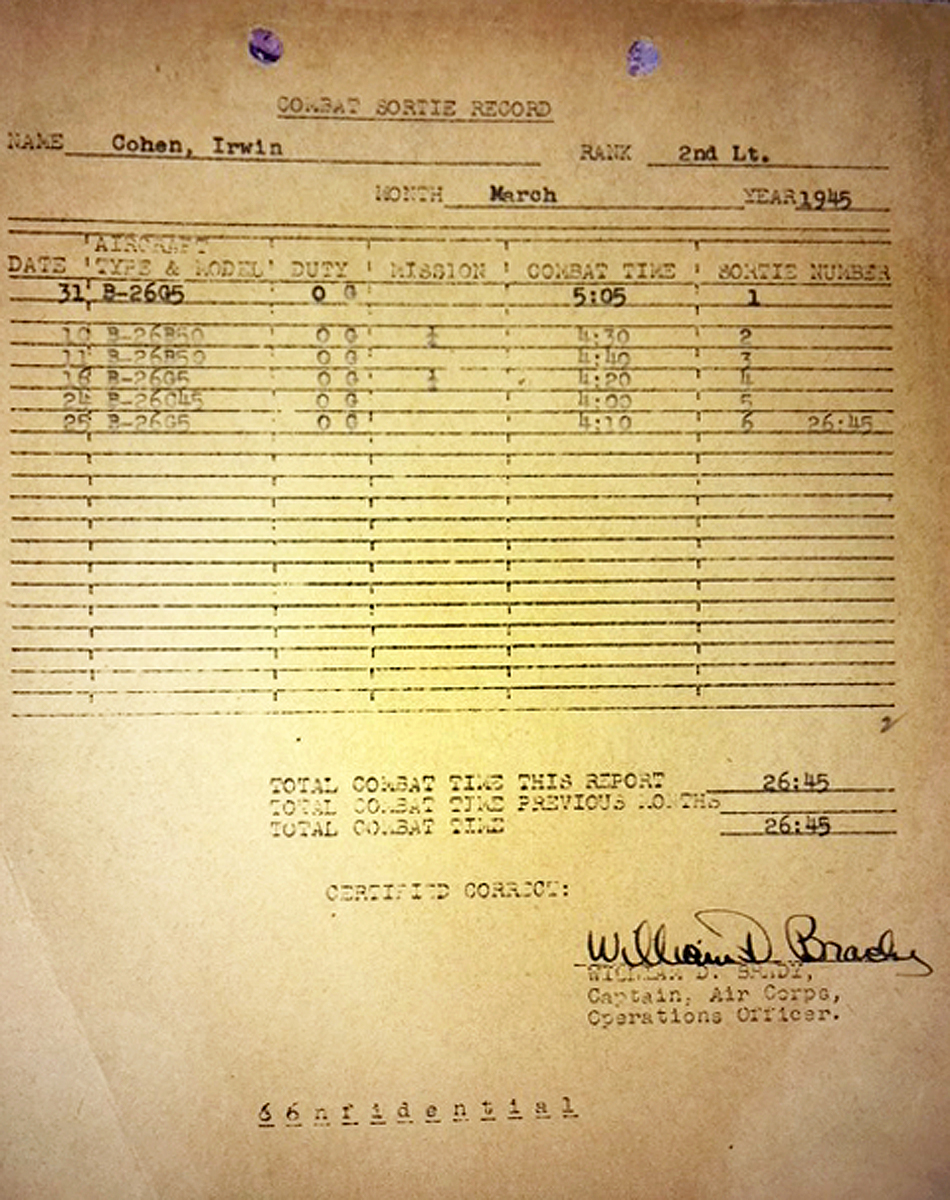 COMBAT SORTIE RECORD
NAME Cohen, Irwin RANK 2nd Lt.
MONTH March YEAR 1945
DATE AIRCRAFT TYPE & MODEL DUTY MISSION COMBAT TIME SORTIE NUMBER
31 B-26G5 O G 5:05 1
10 B-26B50 O G 4:30 2
11 B-26B50 O G 4:40 3
18 B-26G5 O G 4:20 4
24 B-26C45 O G 4:00 5
25 B-26G5 O G 4:10 6 26:45
2
TOTAL COMBAT TIME THIS REPORT 26:45
TOTAL COMBAT TIME PREVIOUS MONTHS
TOTAL COMBAT TIME 26:45
CERTIFIED CORRECT:
William D. Brady
WILLIAM D. BRADY,
Captain, Air Corps,
Operations Officer.
6 6 n f i d e n t i a l